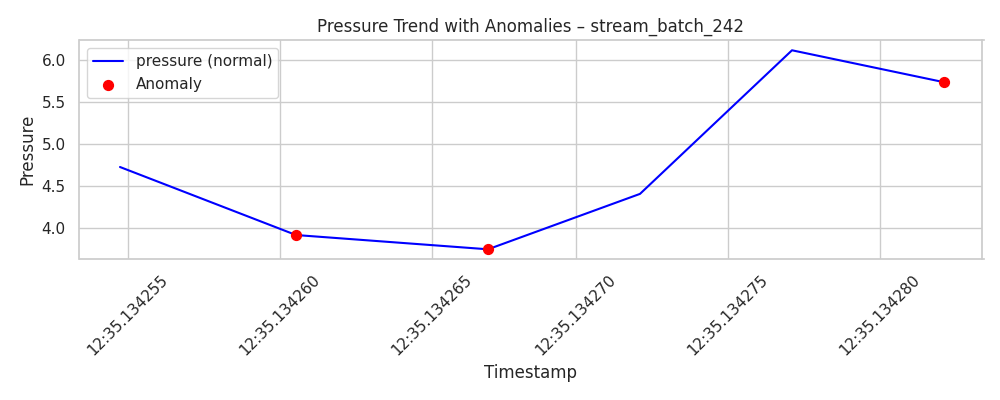 Pressure Trend with Anomalies – stream_batch_242
pressure (normal)
Anomaly
Pressure
6.0
5.5
5.0
4.5
4.0
12:35.134255
12:35.134260
12:35.134265
12:35.134270
12:35.134275
12:35.134280
Timestamp